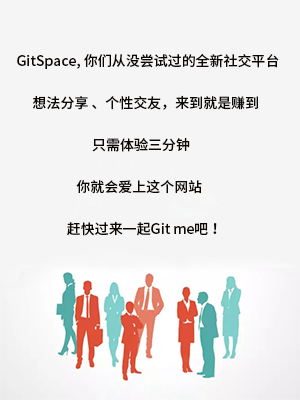 GitSpace, 你们从没尝试过的全新社交平台
想法分享 、个性交友，来到就是赚到
只需体验三分钟
你就会爱上这个网站
赶快过来一起Git me吧！